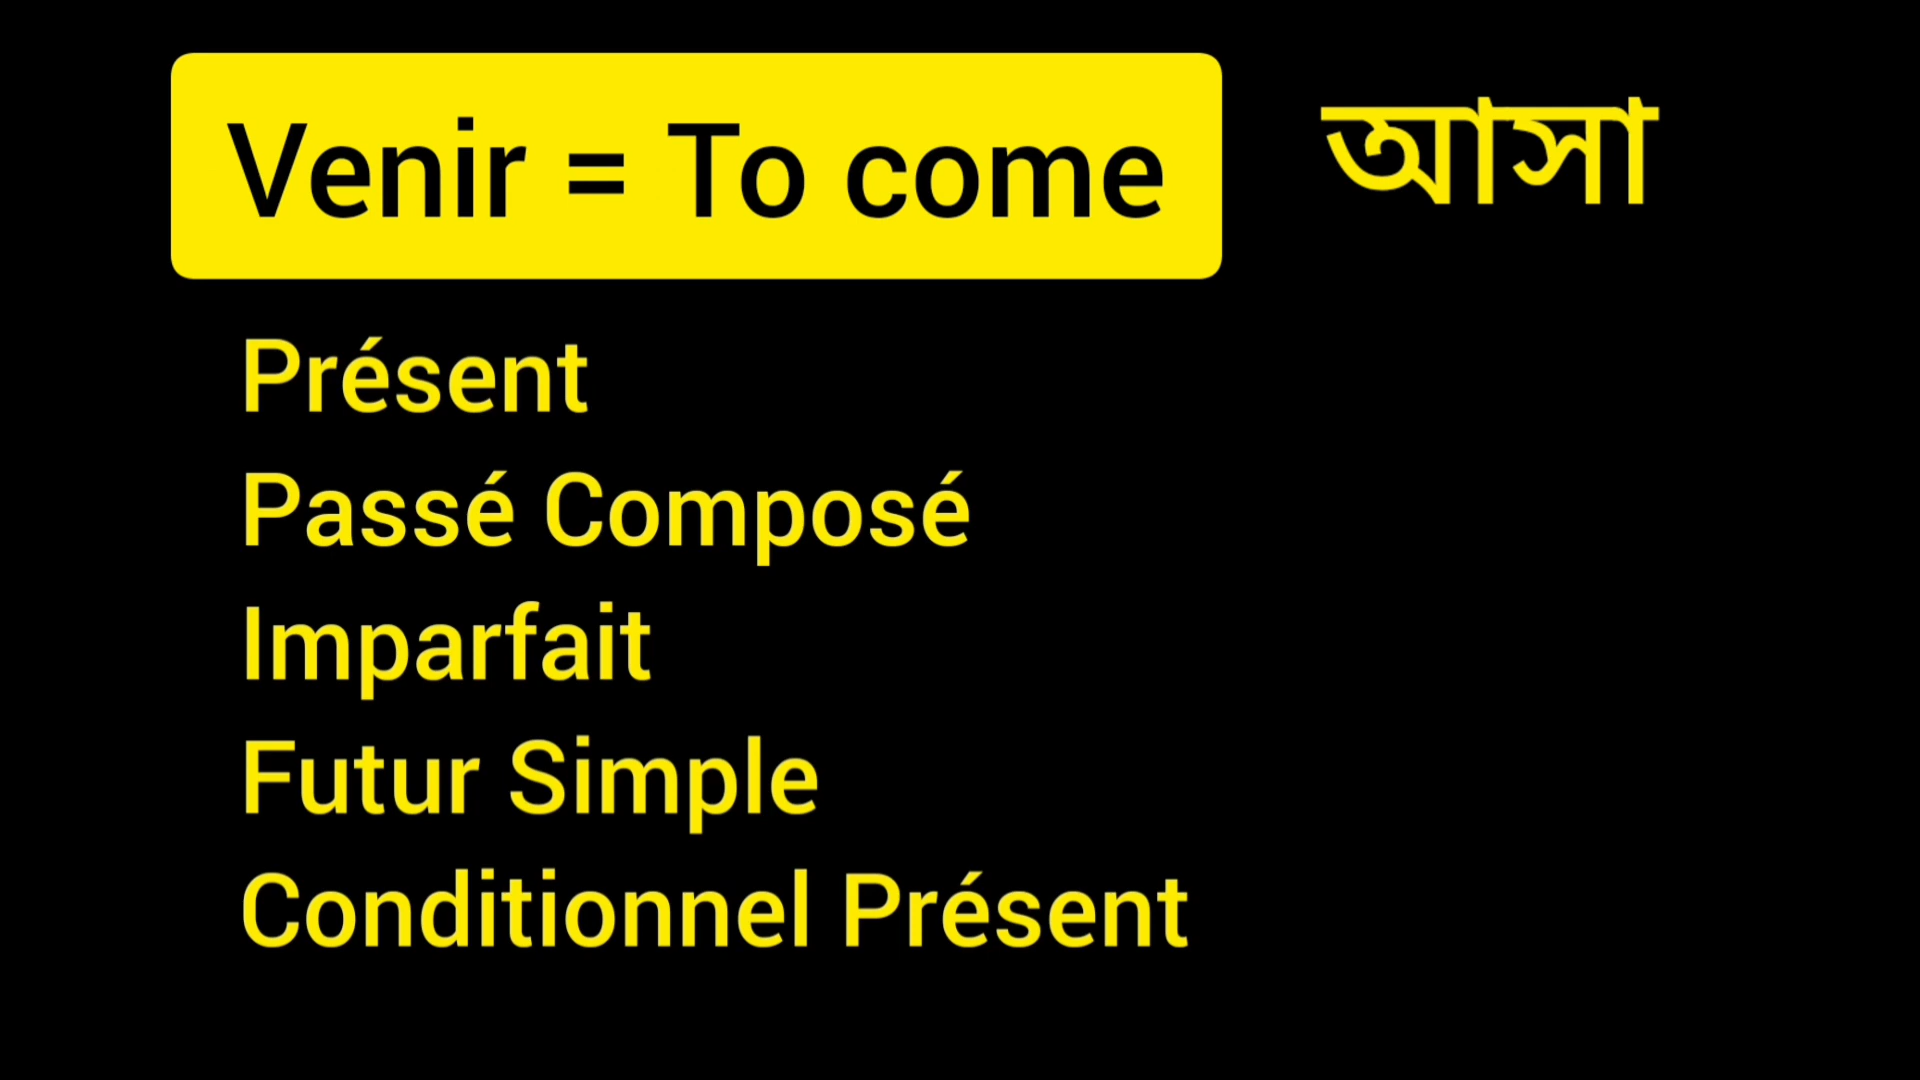 Venir = To come
আসা
Présent
Passé Composé
Imparfait
Futur Simple
Conditionnel Présent